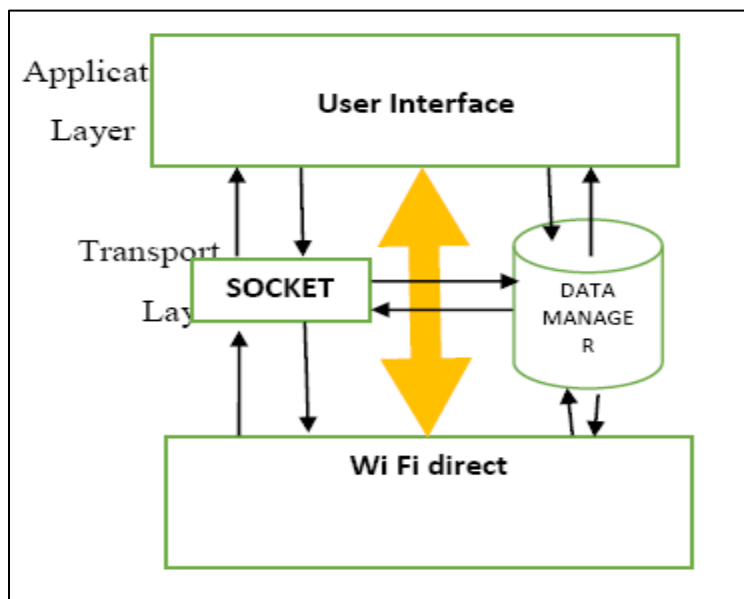 Applicat
Layer
User Interface
Transport
Lay
SOCKET
DATA
MANAGE
R
Wi Fi direct